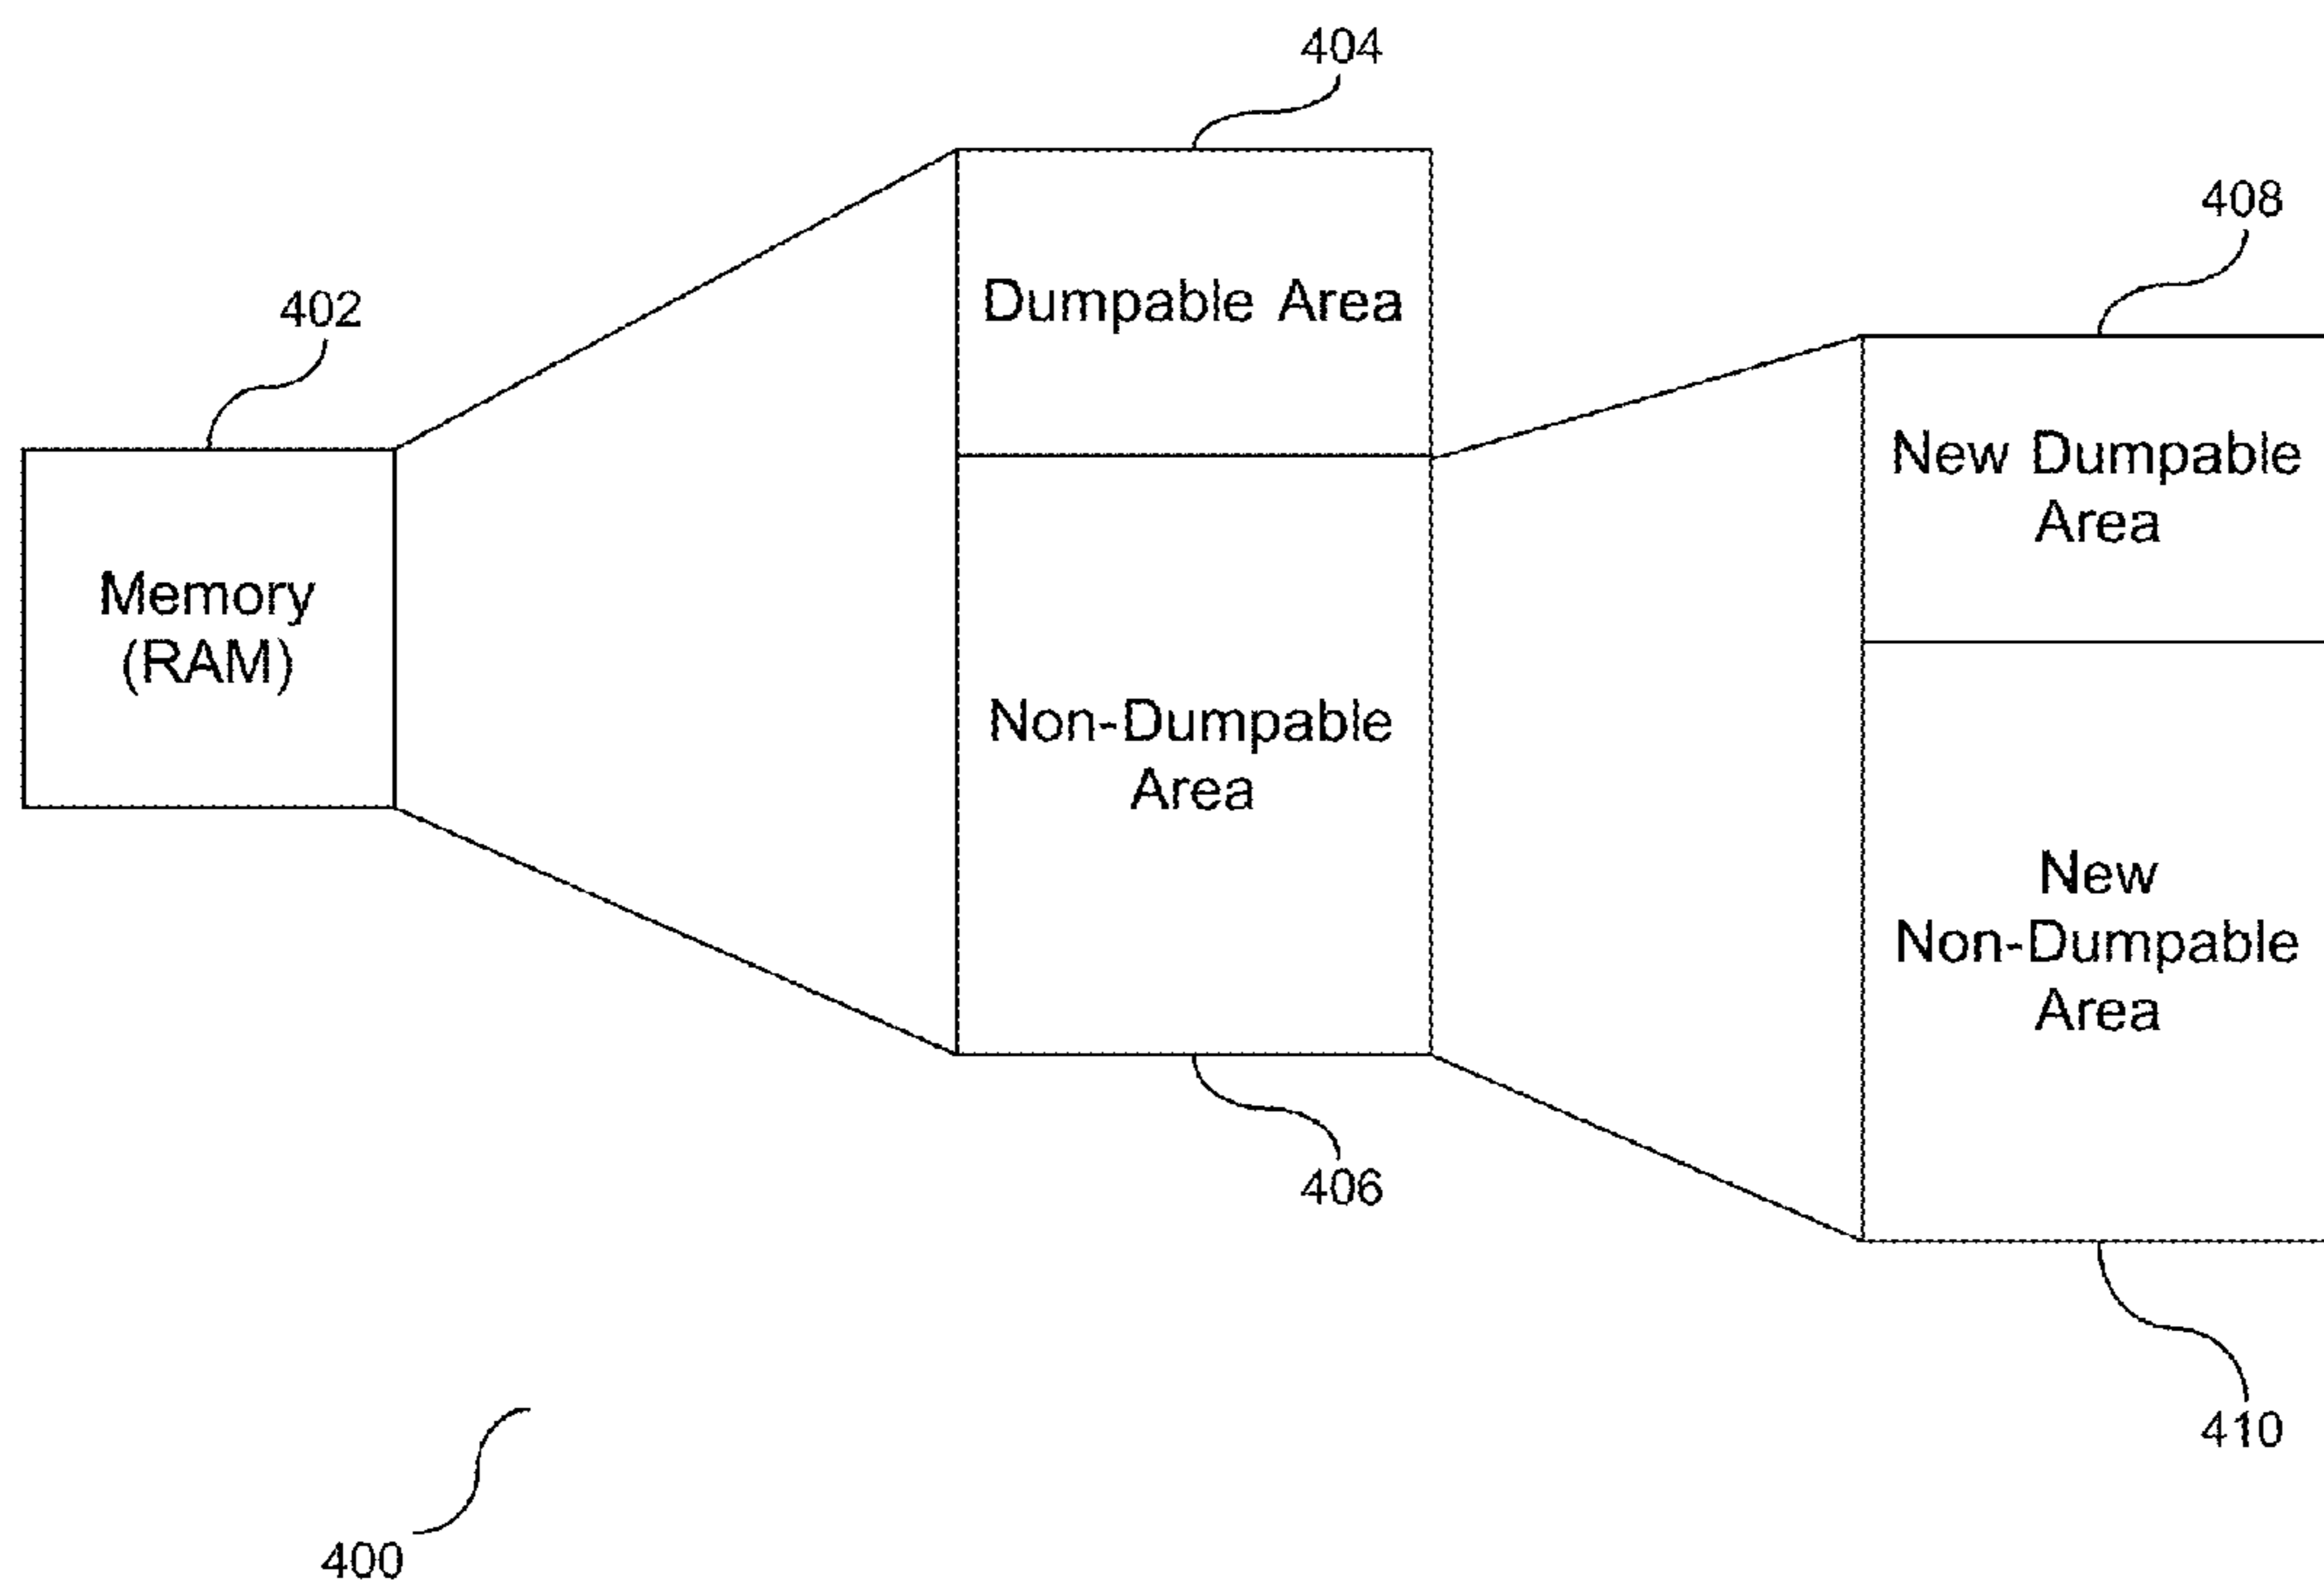 404
408
402
Dumpable Area
New Dumpable
Area
Memory
(RAM)
Non-Dumpable
Area
New
Non-Dumpable
Area
406
410
400